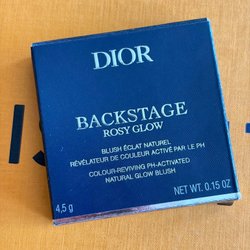 DIOR
BACKSTAGE
ROSY GLOW
BLUSH ÉCLAT NATUREL
RÉVÉLATEUR DE COULEUR ACTIVÉ PAR LE PH
COLOUR-REVIVING PH-ACTIVATED
NATURAL GLOW BLUSH
4,5 g
NET WT. 0.15 OZ.